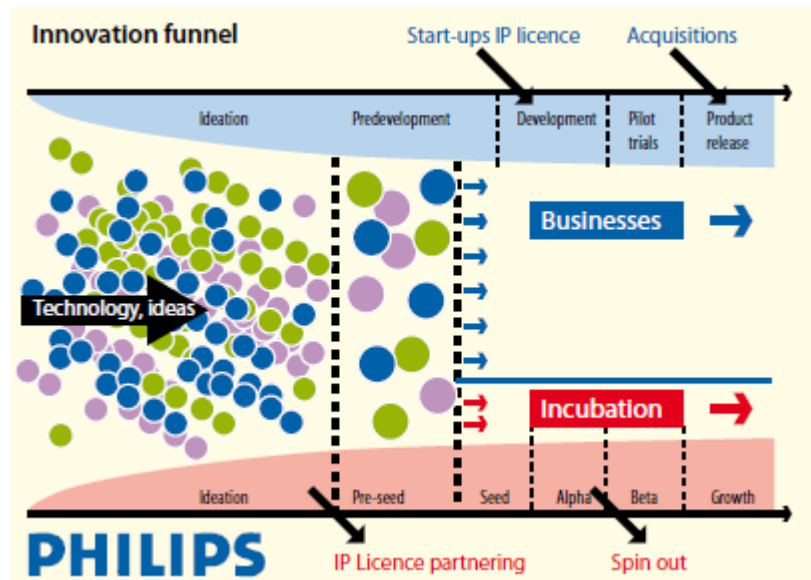 Innovation funnel
Start-ups IP licence
Acquisitions
Ideation
Predevelopment
Development
Pilot
trials
Product
release
Businesses
Technology, ideas
Incubation
Ideation
Pre-seed
Seed
Alpha
Beta
Growth
PHILIPS
IP Licence partnering
Spin out